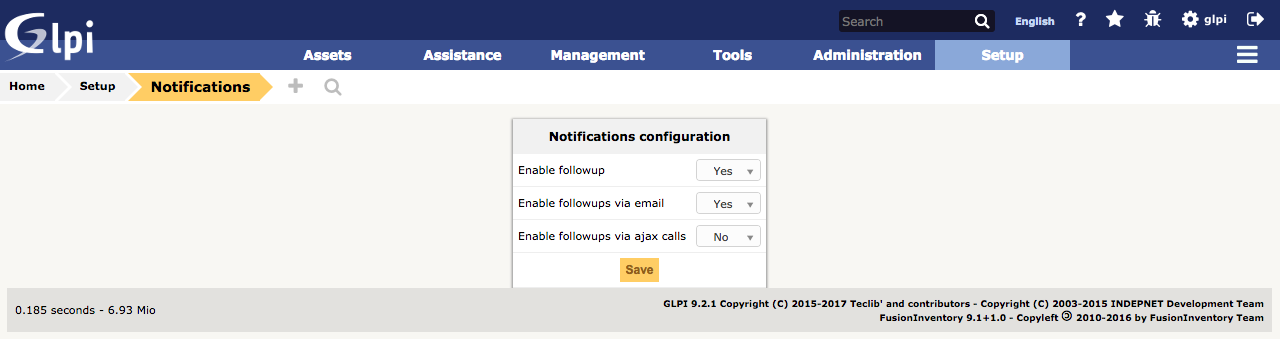 Glpi
Search
English
?
glpi
Assets Assistance Management Tools Administration Setup
Home Setup Notifications
Notifications configuration
Enable followup Yes
Enable followups via email Yes
Enable followups via ajax calls No
Save
0.185 seconds - 6.93 Mio
GLPI 9.2.1 Copyright (C) 2015-2017 Teclib' and contributors - Copyright (C) 2003-2015 INDEPNET Development Team
FusionInventory 9.1+1.0 - Copyleft 🄯 2010-2016 by FusionInventory Team